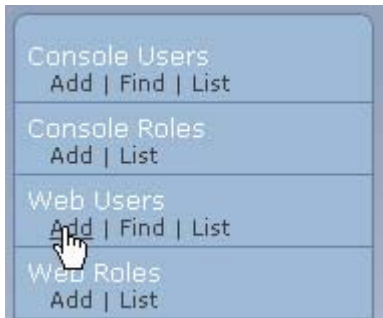 Console Users
Add | Find | List
Console Roles
Add | List
Web Users
Add | Find | List
Web Roles
Add | List